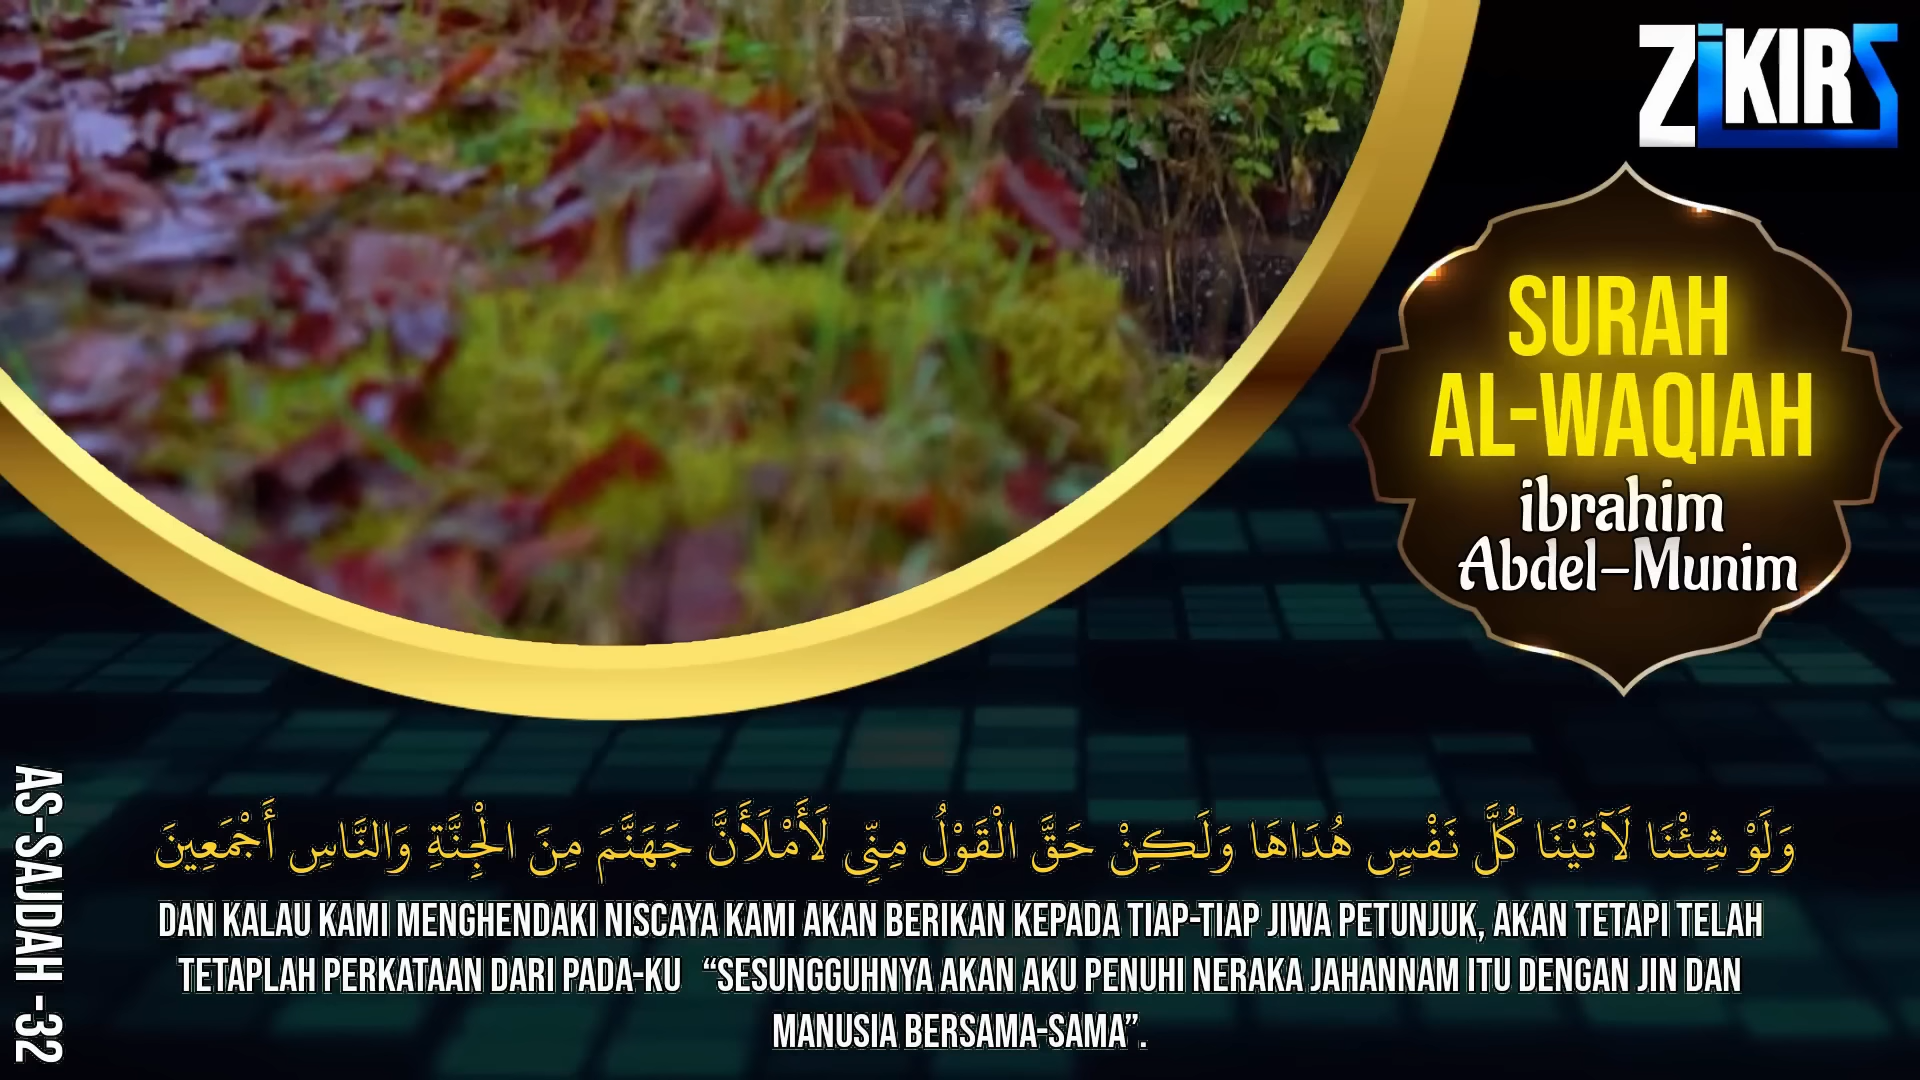 ZiKIRS
SURAH
AL-WAQIAH
ibrahim
Abdel-Munim
وَلَوْ شِئْنَا لَآتَيْنَا كُلَّ نَفْسٍ هُدَاهَا وَلَكِنْ حَقَّ الْقَوْلُ مِنِّي لَأَمْلَأَنَّ جَهَنَّمَ مِنَ الْجِنَّةِ وَالنَّاسِ أَجْمَعِينَ
DAN KALAU KAMI MENGHENDAKI NISCAYA KAMI AKAN BERIKAN KEPADA TIAP-TIAP JIWA PETUNJUK, AKAN TETAPI TELAH
TETAPLAH PERKATAAN DARI PADA-KU “SESUNGGUHNYA AKAN AKU PENUHI NERAKA JAHANNAM ITU DENGAN JIN DAN
MANUSIA BERSAMA-SAMA”.
AS-SAJDAH -32